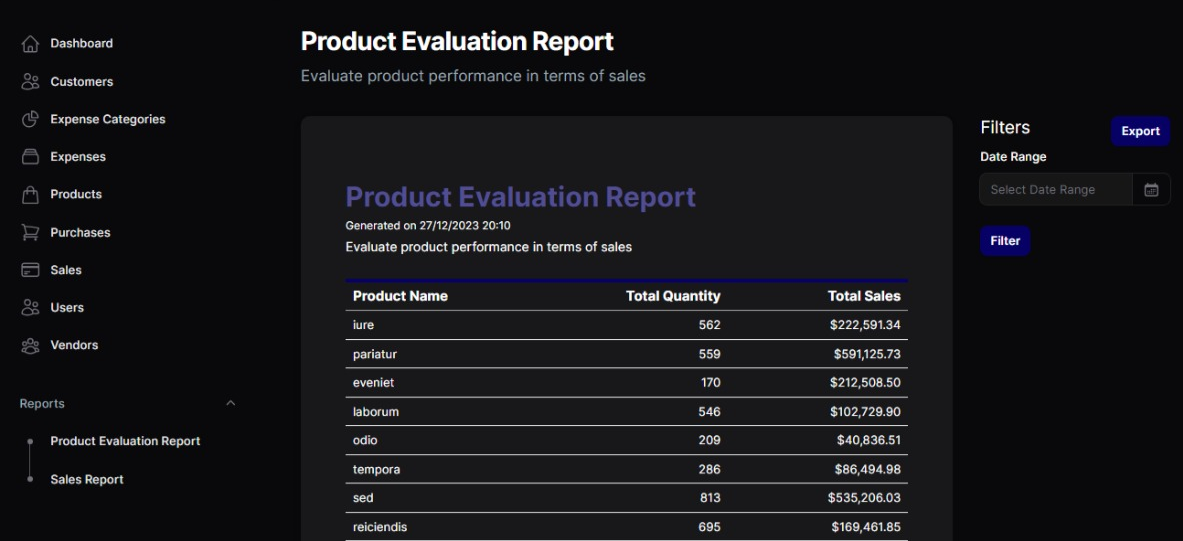 Dashboard
Customers
Expense Categories
Expenses
Products
Purchases
Sales
Users
Vendors
Reports
Product Evaluation Report
Sales Report
Product Evaluation Report
Evaluate product performance in terms of sales
Product Evaluation Report
Generated on 27/12/2023 20:10
Evaluate product performance in terms of sales
Product Name Total Quantity Total Sales
iure 562 $222,591.34
pariatur 559 $591,125.73
eveniet 170 $212,508.50
laborum 546 $102,729.90
odio 209 $40,836.51
tempora 286 $86,494.98
sed 813 $535,206.03
reiciendis 695 $169,461.85
Filters
Export
Date Range
Select Date Range
Filter